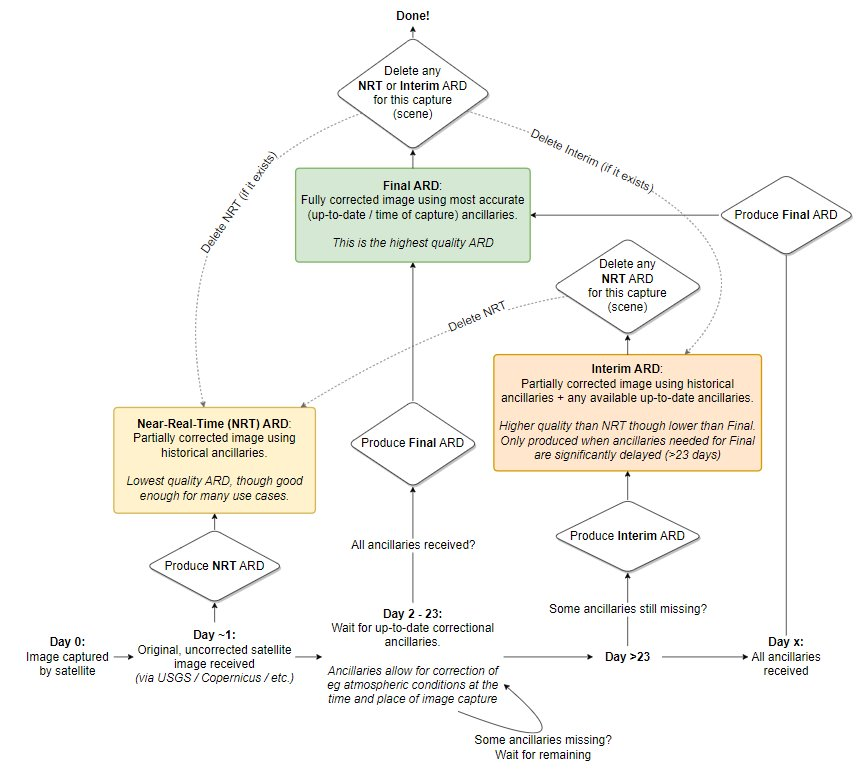 Done!
Delete any
NRT or Interim ARD
for this capture
(scene)
Delete NRT (if it exists)
Delete Interim (if it exists)
Final ARD:
Fully corrected image using most accurate
(up-to-date / time of capture) ancillaries.
This is the highest quality ARD
Produce Final ARD
Delete any
NRT ARD
for this capture
(scene)
Delete NRT
Interim ARD:
Partially corrected image using historical
ancillaries + any available up-to-date ancillaries.
Higher quality than NRT though lower than Final.
Only produced when ancillaries needed for Final
are significantly delayed (>23 days)
Near-Real-Time (NRT) ARD:
Partially corrected image using
historical ancillaries.
Lowest quality ARD, though good
enough for many use cases.
Produce Final ARD
Produce NRT ARD
All ancillaries received?
Produce Interim ARD
Some ancillaries still missing?
Day 0:
Image captured
by satellite
Day ~1:
Original, uncorrected satellite
image received
(via USGS / Copernicus / etc.)
Day 2 - 23:
Wait for up-to-date correctional
ancillaries.
Ancillaries allow for correction of
eg atmospheric conditions at the
time and place of image capture
Some ancillaries missing?
Wait for remaining
Day >23
Day x:
All ancillaries
received